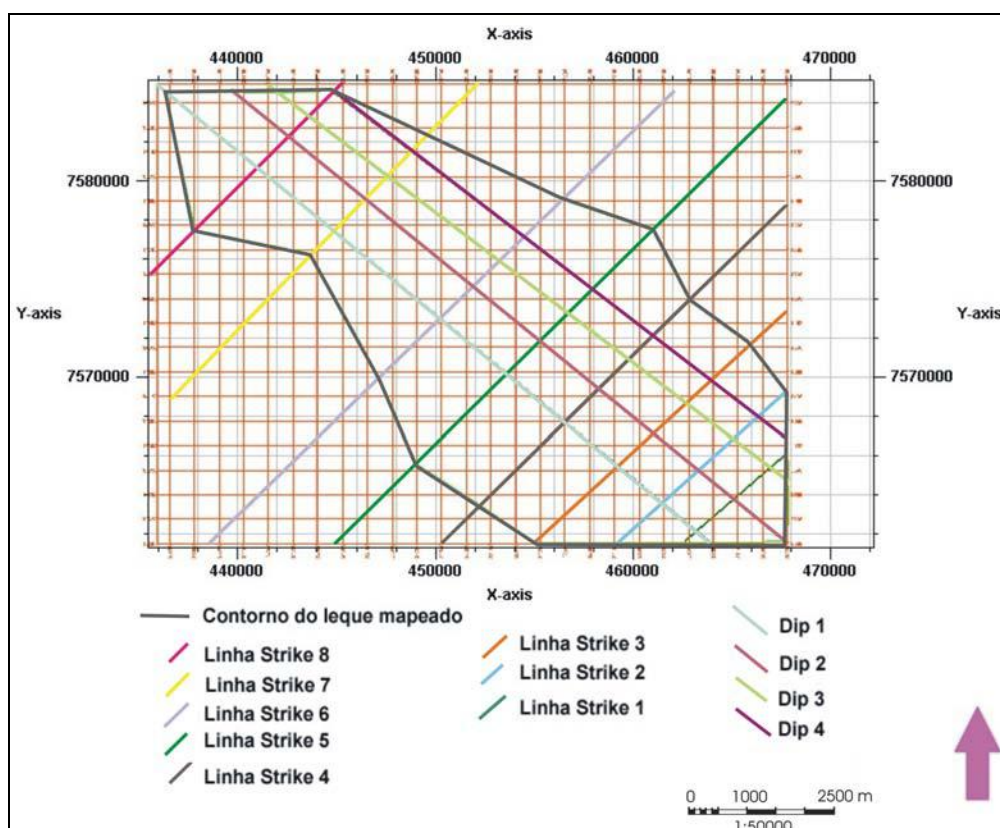 X-axis
440000 450000 460000 470000
7580000 7580000
Y-axis Y-axis
7570000 7570000
440000 450000 460000 470000
X-axis
Contorno do leque mapeado
Linha Strike 8
Linha Strike 7
Linha Strike 6
Linha Strike 5
Linha Strike 4
Linha Strike 3
Linha Strike 2
Linha Strike 1
Dip 1
Dip 2
Dip 3
Dip 4
0 1000 2500 m
1:50000